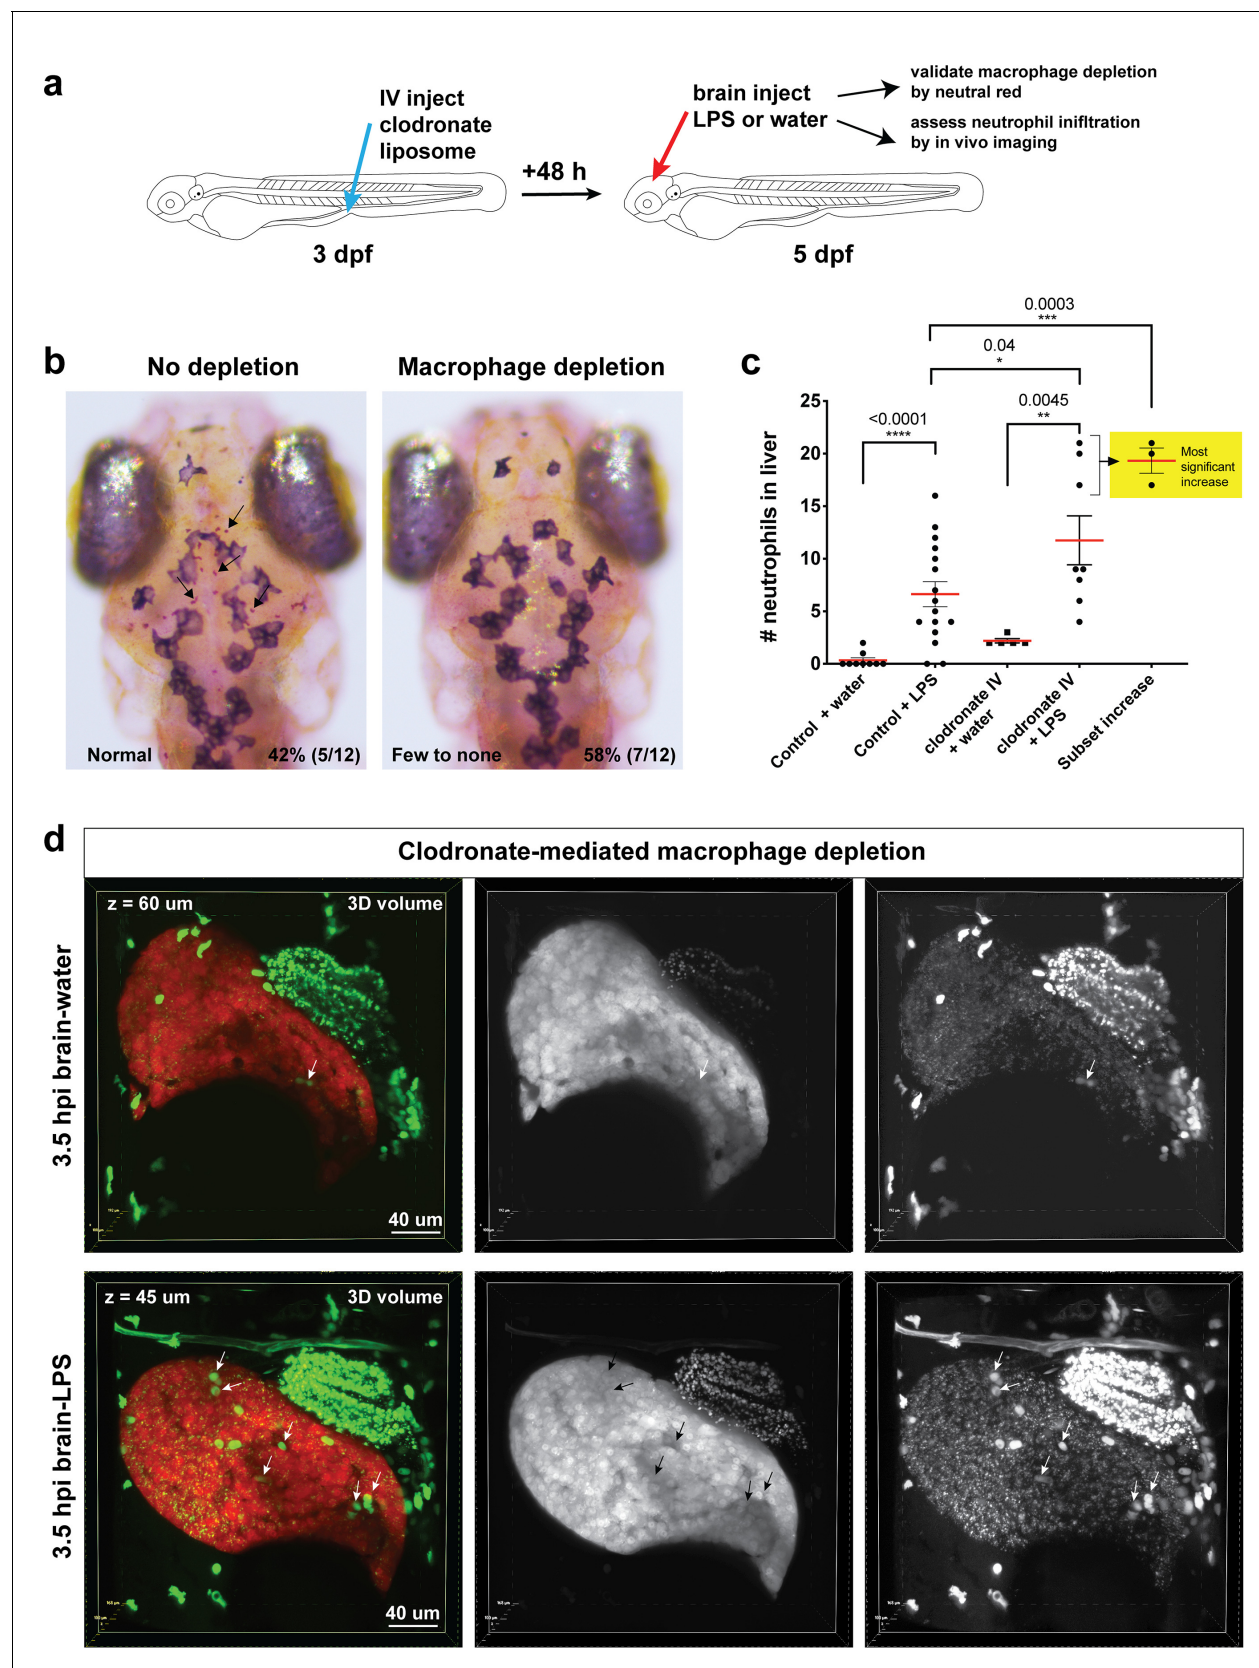 a
IV inject
clodronate
liposome
+48 h
brain inject
LPS or water
validate macrophage depletion
by neutral red
assess neutrophil inifltration
by in vivo imaging
3 dpf
5 dpf
b
No depletion
Macrophage depletion
Normal
42% (5/12)
Few to none
58% (7/12)
c
0.0003
***
0.04
*
<0.0001
****
0.0045
**
# neutrophils in liver
25
20
15
10
5
0
Most
significant
increase
Control + water
Control + LPS
clodronate IV
+ water
clodronate IV
+ LPS
Subset increase
d
Clodronate-mediated macrophage depletion
3.5 hpi brain-water
z = 60 um
3D volume
40 um
3.5 hpi brain-LPS
z = 45 um
3D volume
40 um